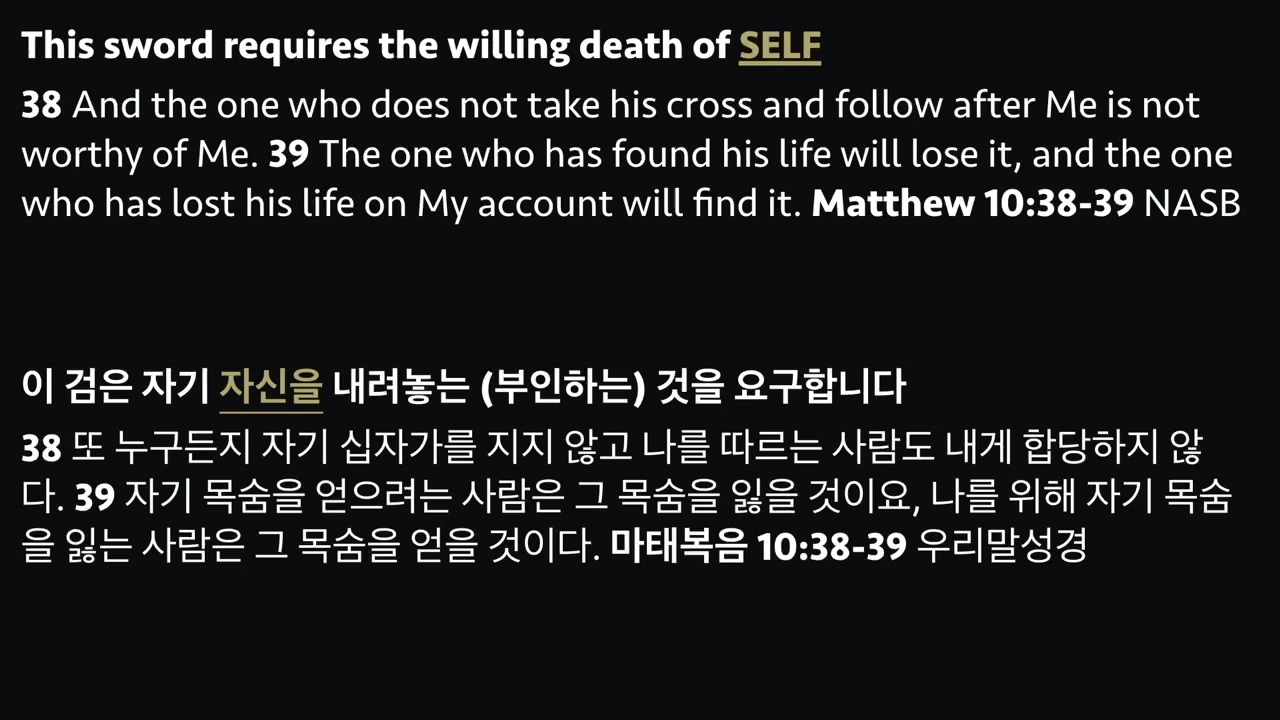 This sword requires the willing death of SELF
38 And the one who does not take his cross and follow after Me is not
worthy of Me. 39 The one who has found his life will lose it, and the one
who has lost his life on My account will find it. Matthew 10:38-39 NASB
이 검은 자기 자신을 내려놓는 (부인하는) 것을 요구합니다
38 또 누구든지 자기 십자가를 지지 않고 나를 따르는 사람도 내게 합당하지 않
다. 39 자기 목숨을 얻으려는 사람은 그 목숨을 잃을 것이요, 나를 위해 자기 목숨
을 잃는 사람은 그 목숨을 얻을 것이다. 마태복음 10:38-39 우리말성경